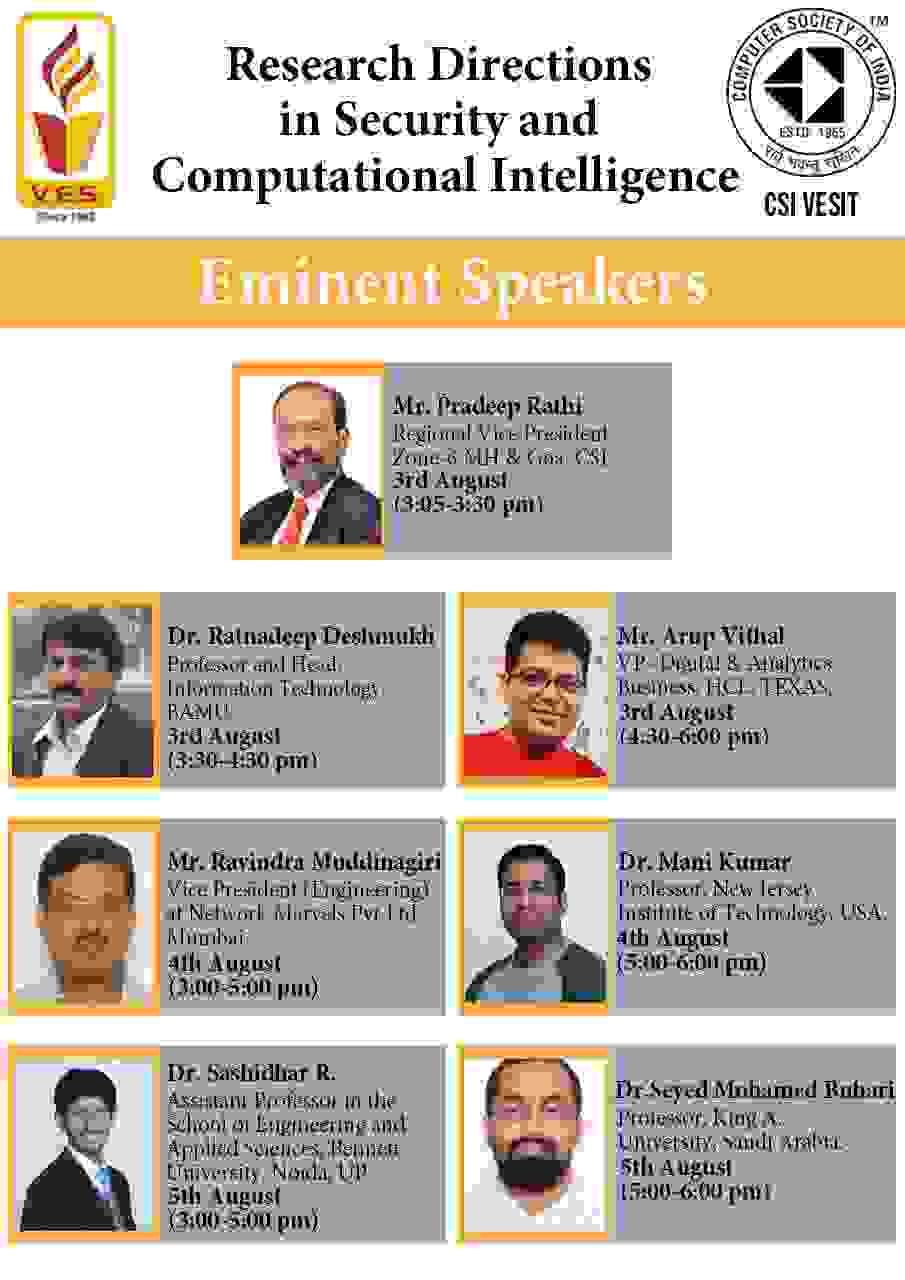 Research Directions
in Security and
Computational Intelligence
V.E.S
Since 1962
COMPUTER SOCIETY OF INDIA
TM
ESTD. 1965
CSI VESIT
Eminent Speakers
Mr. Pradeep Rathi
Regional Vice President
Zone-6 MH & Goa, CSI
3rd August
(3:05-3:30 pm)
Dr. Ratnadeep Deshmukh
Professor and Head,
Information Technology,
BAMU.
3rd August
(3:30-4:30 pm)
Mr. Arup Vithal
VP- Digital & Analytics
Business, HCL, TEXAS.
3rd August
(4:30-6:00 pm)
Mr. Ravindra Muddinagiri
Vice President (Engineering)
at Network Marvels Pvt Ltd
Mumbai.
4th August
(3:00-5:00 pm)
Dr. Mani Kumar
Professor, New Jersey
Institute of Technology, USA.
4th August
(5:00-6:00 pm)
Dr. Sashidhar R.
Assistant Professor in the
School of Engineering and
Applied Sciences, Bennett
University, Noida, UP
5th August
(3:00-5:00 pm)
Dr Seyed Mohamed Buhari
Professor, King A.
University, Saudi Arabia.
5th August
(5:00-6:00 pm)